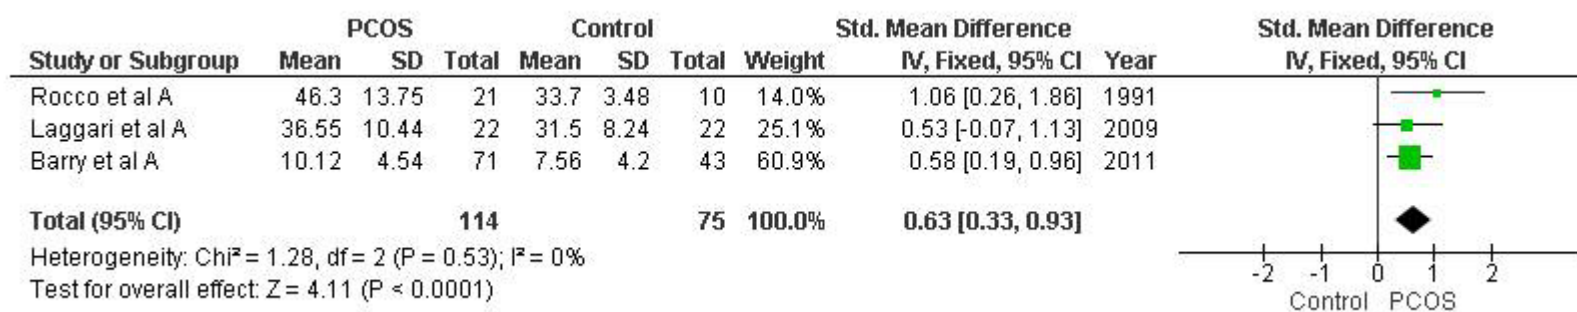 PCOS Control Std. Mean Difference Std. Mean Difference
Study or Subgroup Mean SD Total Mean SD Total Weight IV, Fixed, 95% CI Year IV, Fixed, 95% CI
Rocco et al A 46.3 13.75 21 33.7 3.48 10 14.0% 1.06 [0.26, 1.86] 1991
Laggari et al A 36.55 10.44 22 31.5 8.24 22 25.1% 0.53 [-0.07, 1.13] 2009
Barry et al A 10.12 4.54 71 7.56 4.2 43 60.9% 0.58 [0.19, 0.96] 2011
Total (95% CI) 114 75 100.0% 0.63 [0.33, 0.93]
Heterogeneity: Chi² = 1.28, df = 2 (P = 0.53); I² = 0%
Test for overall effect: Z = 4.11 (P < 0.0001)
-2 -1 0 1 2
Control PCOS